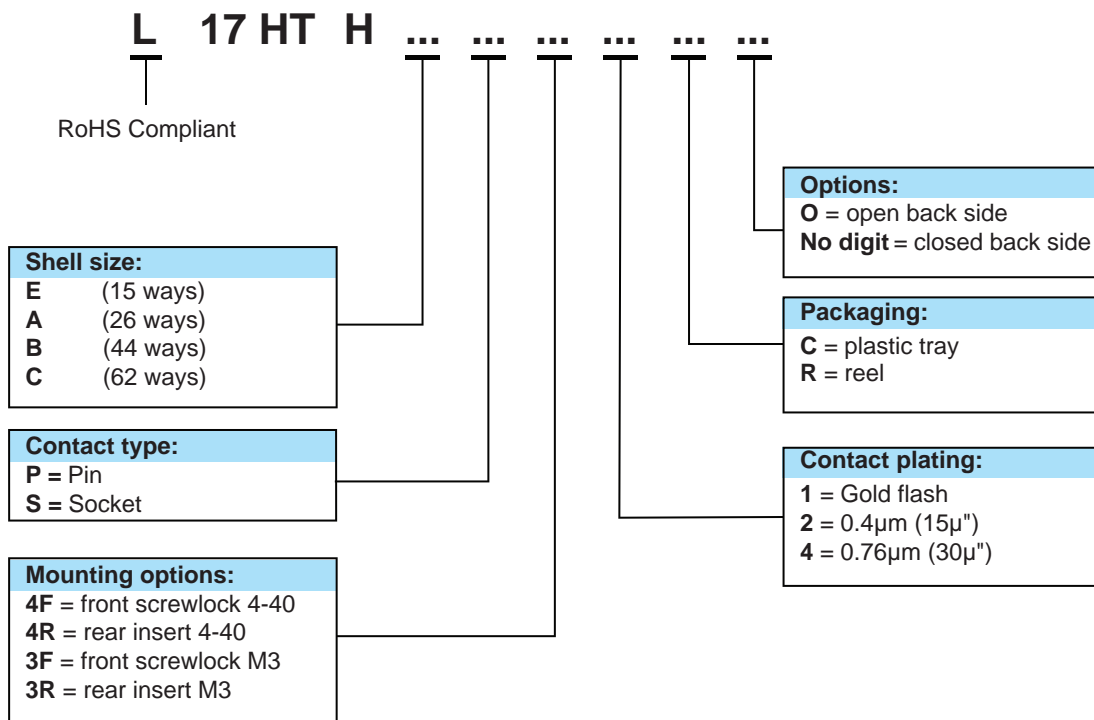 L 17 HT H ... ... ... ... ... ...
RoHS Compliant
Shell size:
E (15 ways)
A (26 ways)
B (44 ways)
C (62 ways)
Contact type:
P = Pin
S = Socket
Mounting options:
4F = front screwlock 4-40
4R = rear insert 4-40
3F = front screwlock M3
3R = rear insert M3
Options:
O = open back side
No digit = closed back side
Packaging:
C = plastic tray
R = reel
Contact plating:
1 = Gold flash
2 = 0.4µm (15µ")
4 = 0.76µm (30µ")